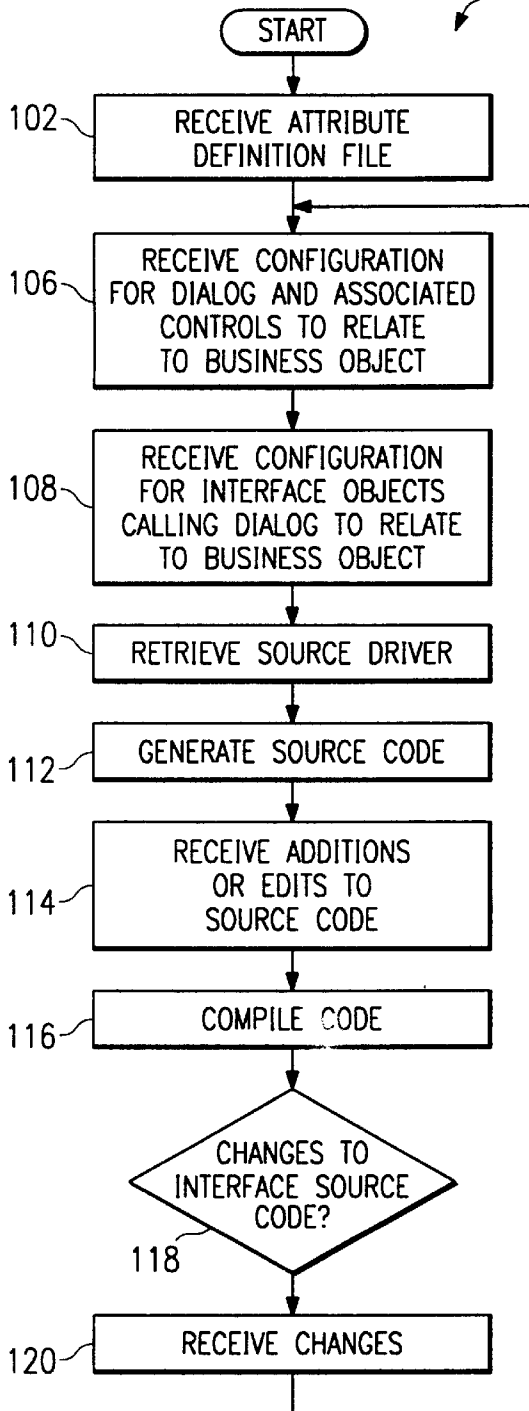 START
102
RECEIVE ATTRIBUTE
DEFINITION FILE
106
RECEIVE CONFIGURATION
FOR DIALOG AND ASSOCIATED
CONTROLS TO RELATE
TO BUSINESS OBJECT
108
RECEIVE CONFIGURATION
FOR INTERFACE OBJECTS
CALLING DIALOG TO RELATE
TO BUSINESS OBJECT
110
RETRIEVE SOURCE DRIVER
112
GENERATE SOURCE CODE
114
RECEIVE ADDITIONS
OR EDITS TO
SOURCE CODE
116
COMPILE CODE
CHANGES TO
INTERFACE SOURCE
CODE?
118
120
RECEIVE CHANGES